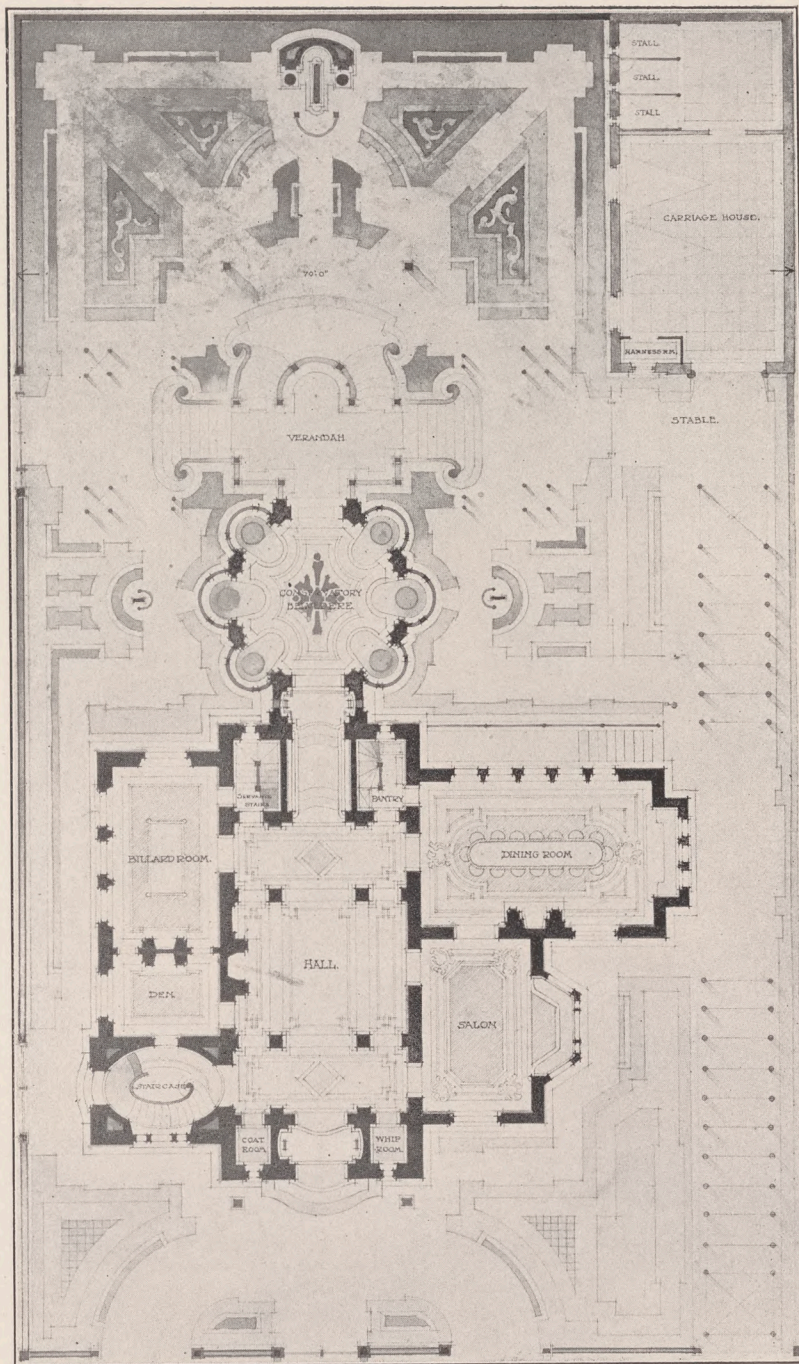 STALL.
STALL.
STALL
CARRIAGE HOUSE.
70'·0"
HARNESS RM.
STABLE.
VERANDAH.
CONSERVATORY
BELVEDERE
SERVANTS
STAIRS
PANTRY
BILLARD ROOM.
DINING ROOM
HALL.
DEN.
SALON
STAIRCASE
COAT
ROOM
WHIP
ROOM.